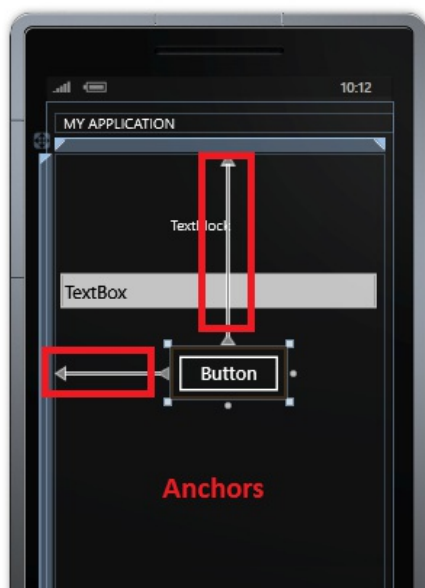 10:12
MY APPLICATION
TextBlock
TextBox
Button
Anchors